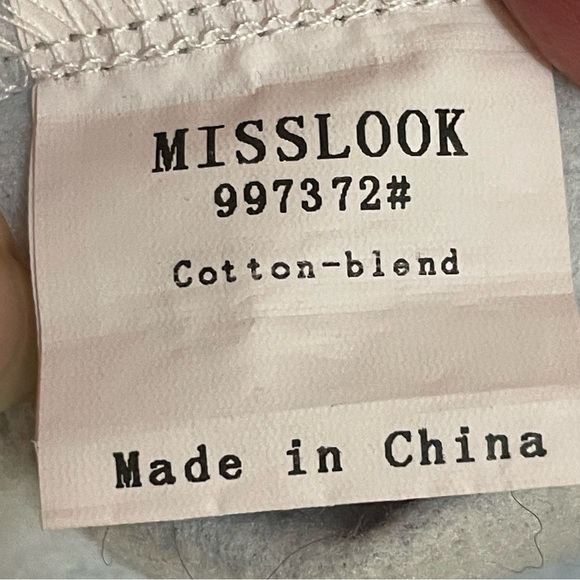 MISSLOOK
997372#
Cotton-blend
Made in China